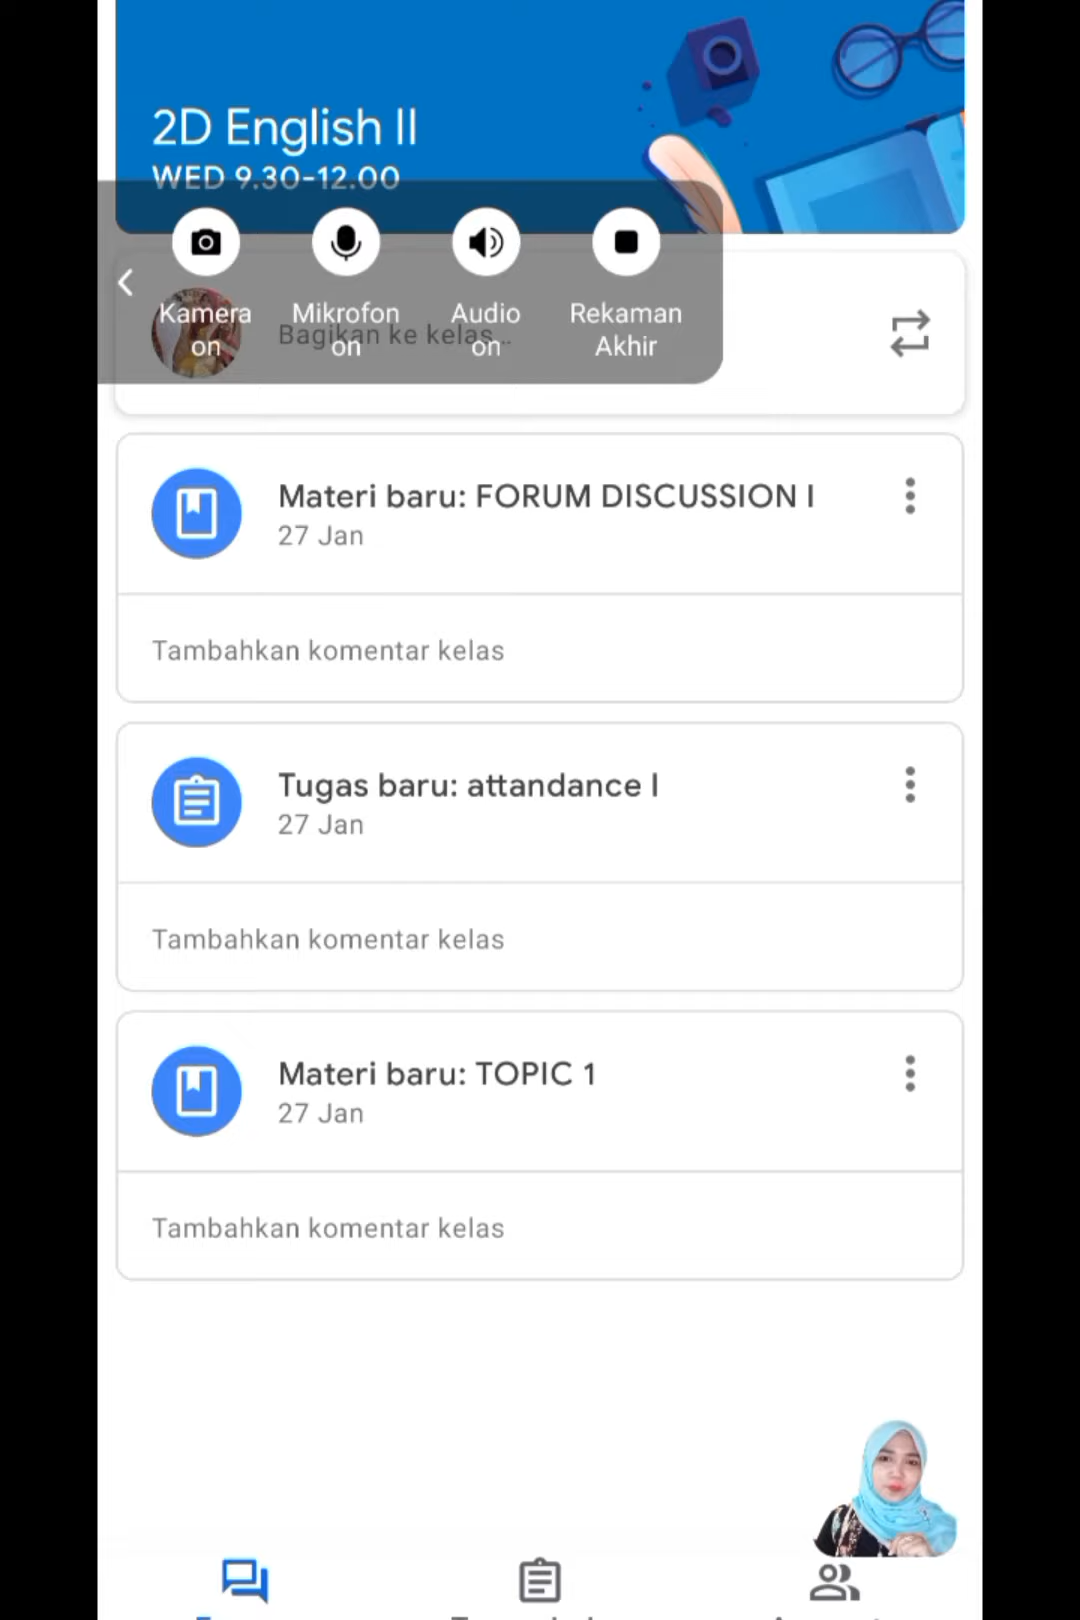 2D English II
WED 9.30-12.00
Kamera on
Mikrofon on
Audio on
Rekaman Akhir
Bagikan ke kelas...
Materi baru: FORUM DISCUSSION I
27 Jan
Tambahkan komentar kelas
Tugas baru: attandance I
27 Jan
Tambahkan komentar kelas
Materi baru: TOPIC 1
27 Jan
Tambahkan komentar kelas